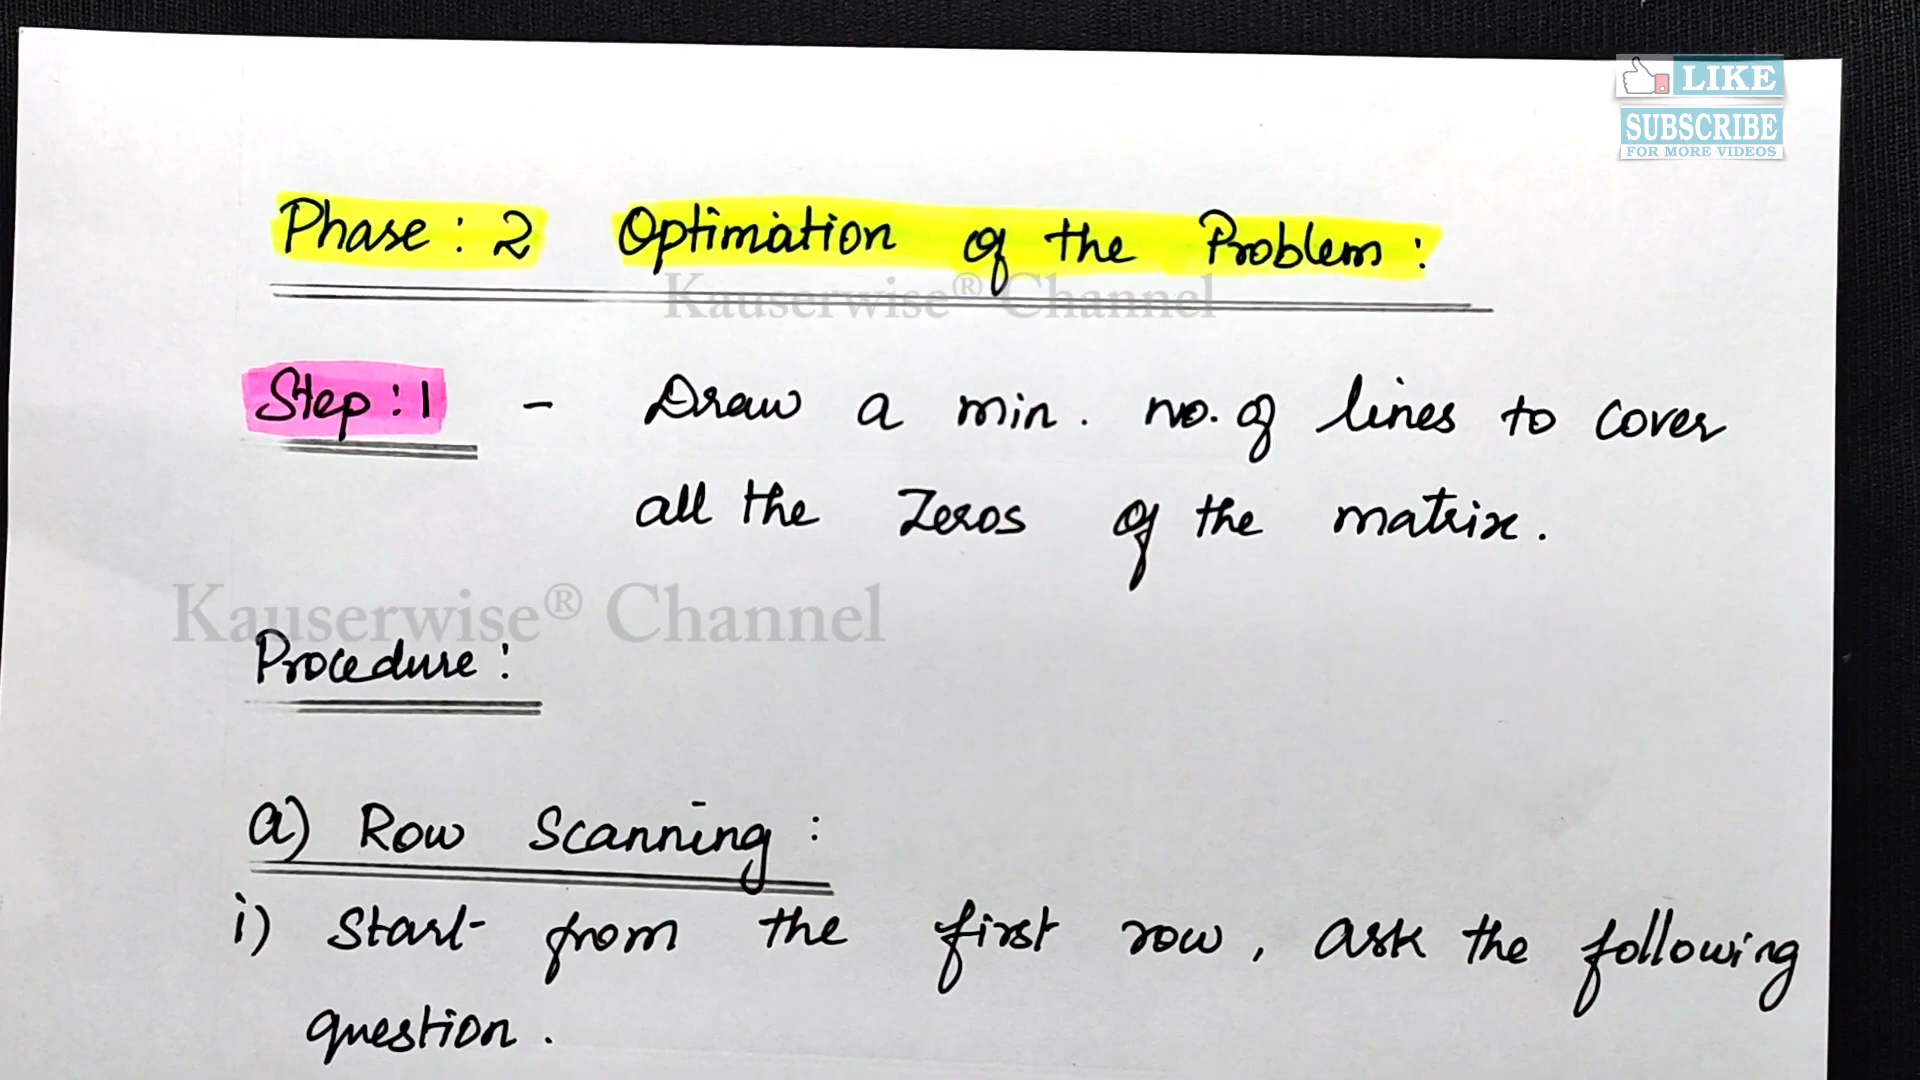 LIKE
SUBSCRIBE
FOR MORE VIDEOS
Phase : 2 Optimation of the Problem :
Kauserwise® Channel
Step : 1 - Draw a min. no. of lines to cover
all the Zeros of the matrix.
Kauserwise® Channel
Procedure :
a) Row Scanning :
i) Start from the first row, ask the following
question.